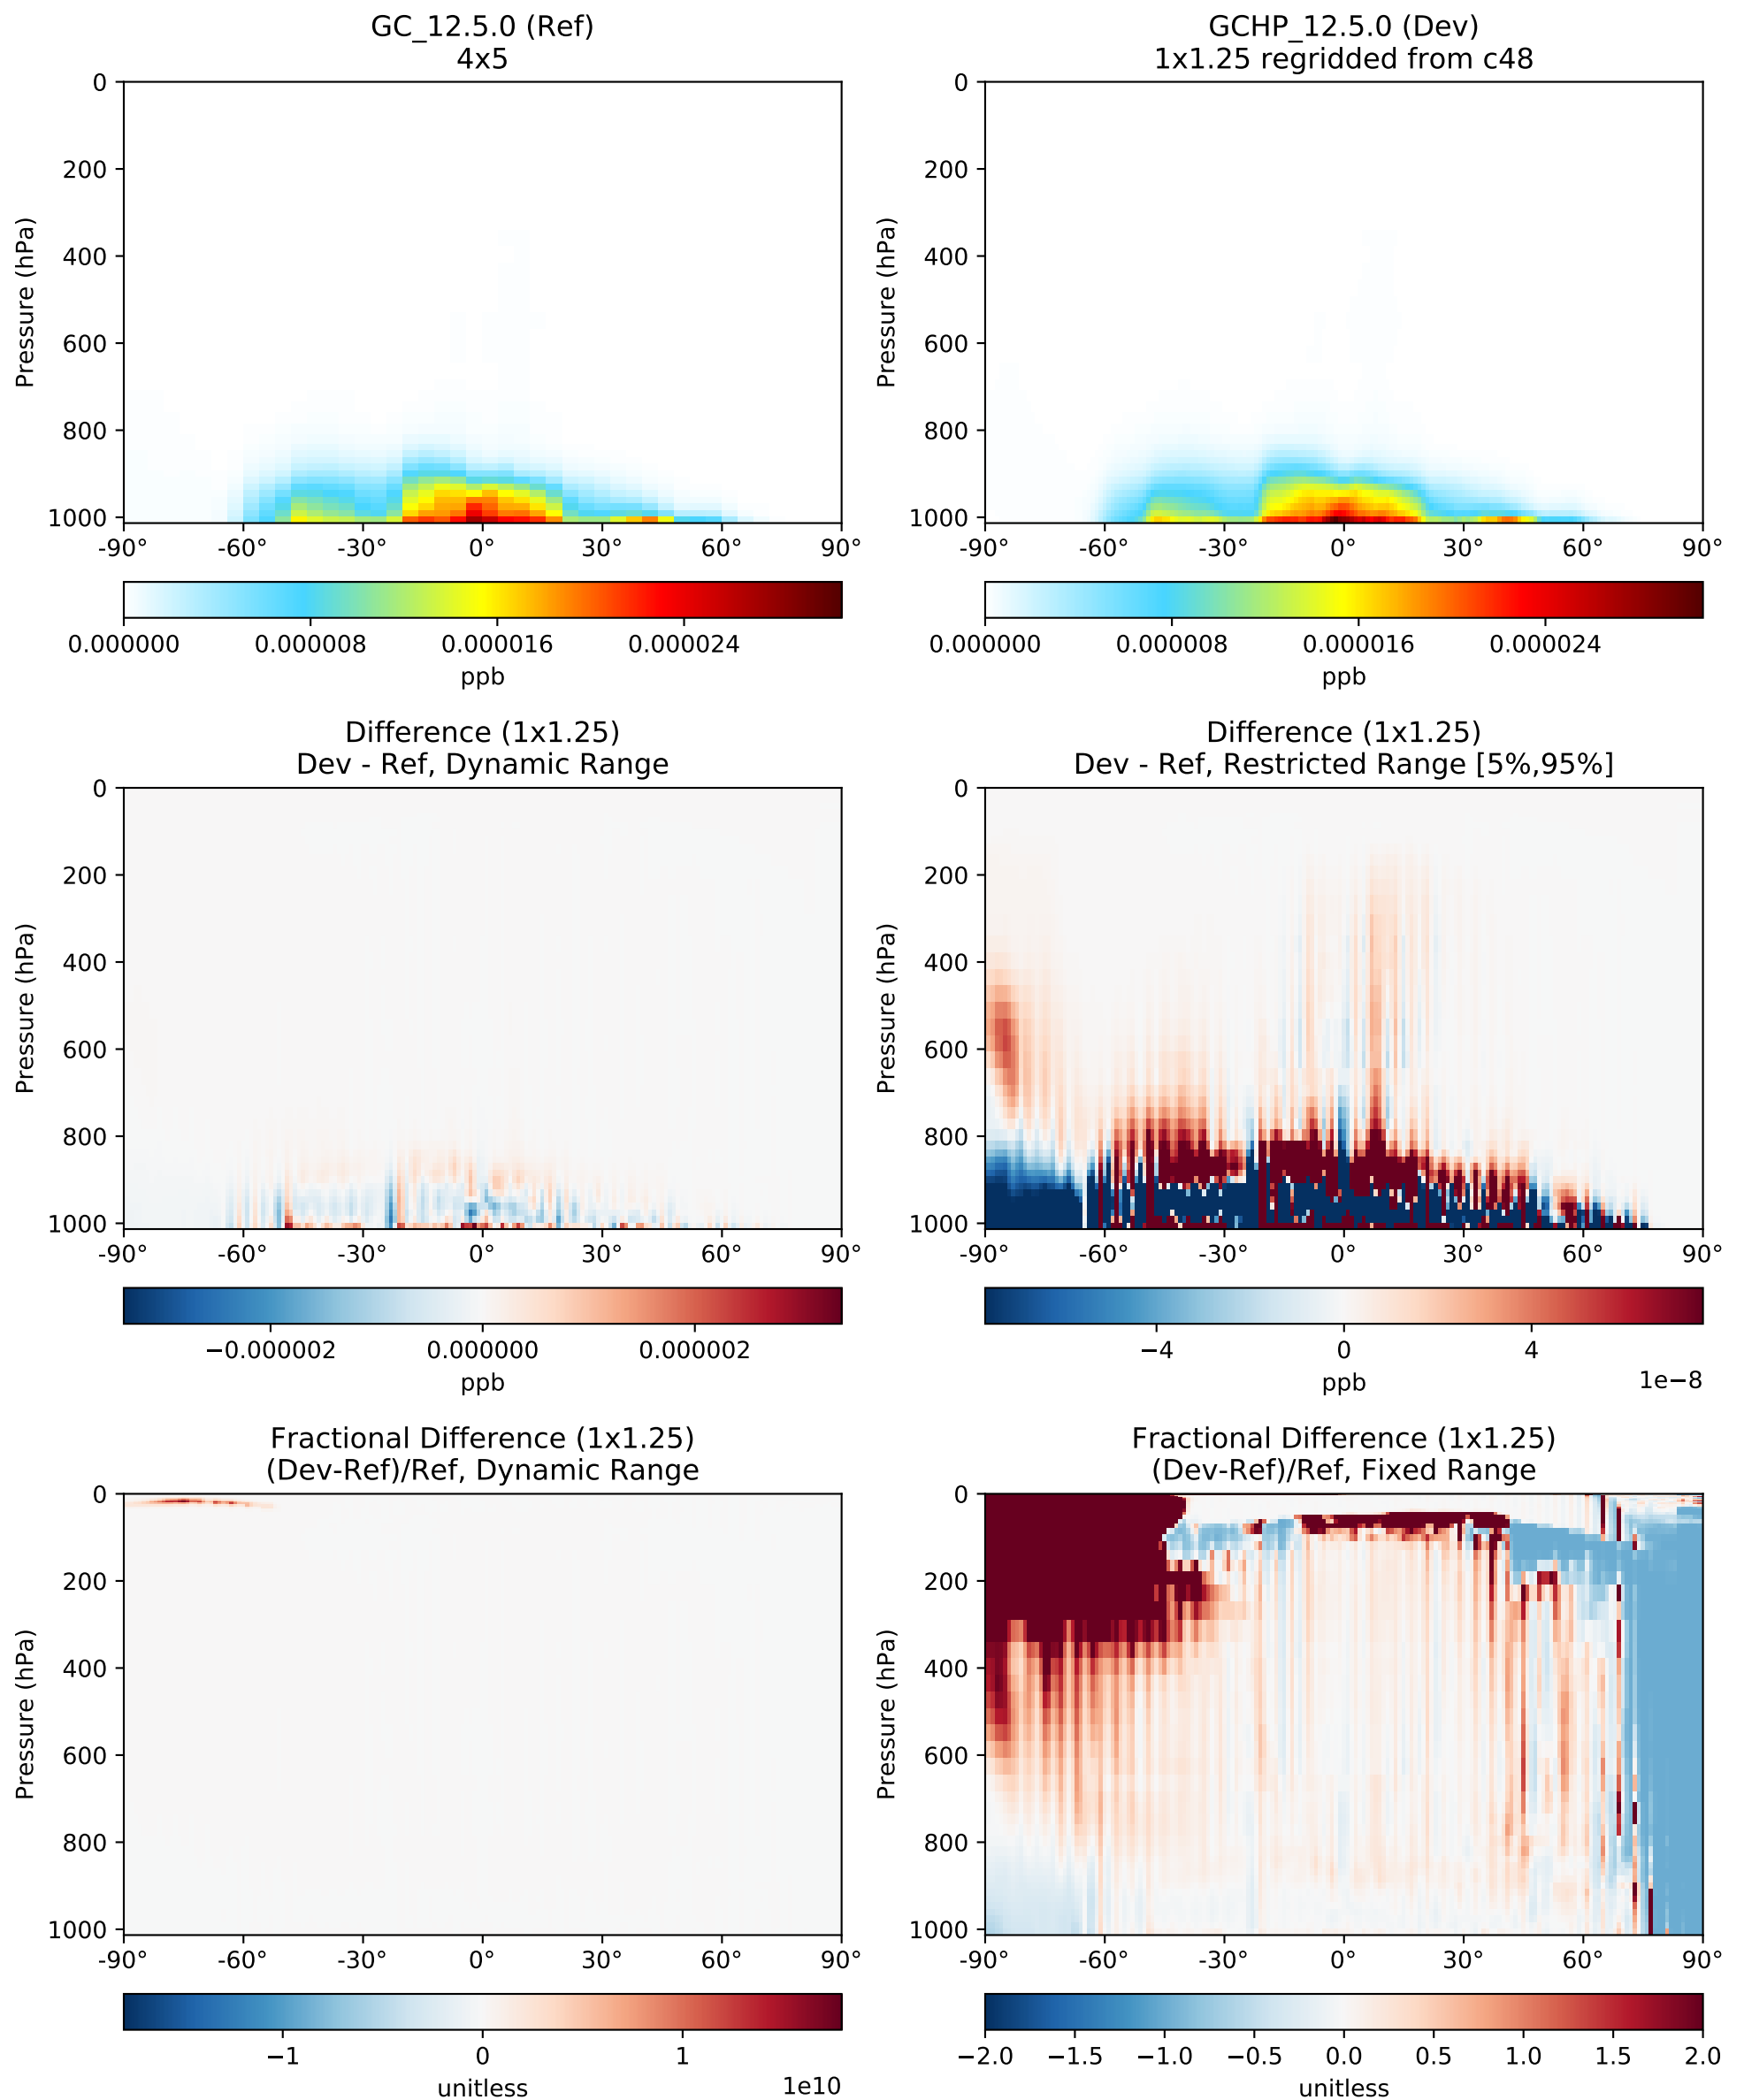 GC_12.5.0 (Ref)
4x5
0
200
400
600
800
1000
Pressure (hPa)
-90° -60° -30° 0° 30° 60° 90°
0.000000 0.000008 0.000016 0.000024
ppb
GCHP_12.5.0 (Dev)
1x1.25 regridded from c48
0
200
400
600
800
1000
Pressure (hPa)
-90° -60° -30° 0° 30° 60° 90°
0.000000 0.000008 0.000016 0.000024
ppb
Difference (1x1.25)
Dev - Ref, Dynamic Range
0
200
400
600
800
1000
Pressure (hPa)
-90° -60° -30° 0° 30° 60° 90°
−0.000002 0.000000 0.000002
ppb
Difference (1x1.25)
Dev - Ref, Restricted Range [5%,95%]
0
200
400
600
800
1000
Pressure (hPa)
-90° -60° -30° 0° 30° 60° 90°
−4 0 4
ppb
1e−8
Fractional Difference (1x1.25)
(Dev-Ref)/Ref, Dynamic Range
0
200
400
600
800
1000
Pressure (hPa)
-90° -60° -30° 0° 30° 60° 90°
−1 0 1
unitless
1e10
Fractional Difference (1x1.25)
(Dev-Ref)/Ref, Fixed Range
0
200
400
600
800
1000
Pressure (hPa)
-90° -60° -30° 0° 30° 60° 90°
−2.0 −1.5 −1.0 −0.5 0.0 0.5 1.0 1.5 2.0
unitless